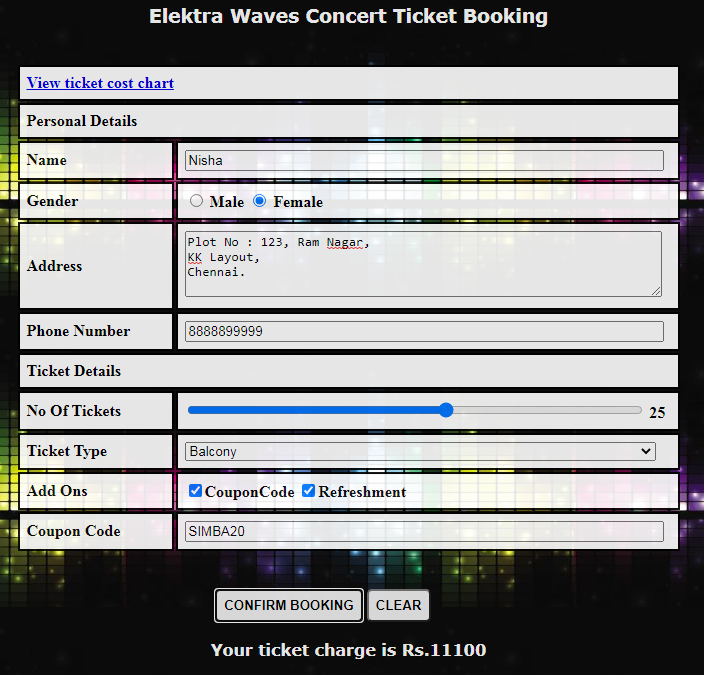 Elektra Waves Concert Ticket Booking
View ticket cost chart
Personal Details
Name Nisha
Gender Male Female
Address Plot No : 123, Ram Nagar,
KK Layout,
Chennai.
Phone Number 8888899999
Ticket Details
No Of Tickets 25
Ticket Type Balcony
Add Ons CouponCode Refreshment
Coupon Code SIMBA20
CONFIRM BOOKING CLEAR
Your ticket charge is Rs.11100